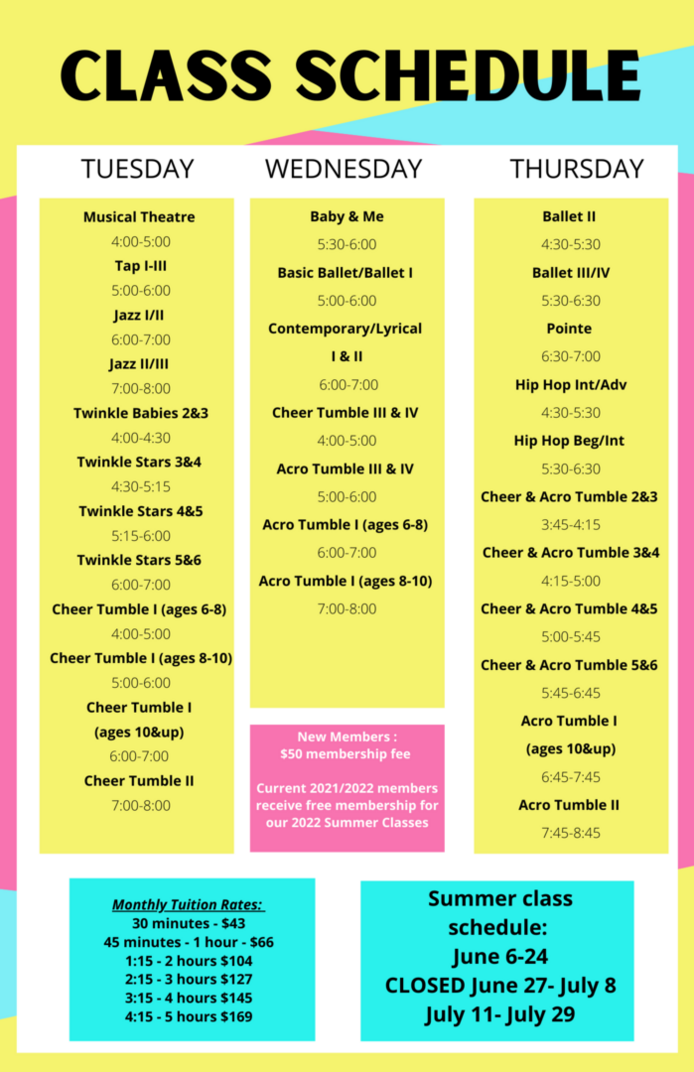 CLASS SCHEDULE
TUESDAY
Musical Theatre
4:00-5:00
Tap I-III
5:00-6:00
Jazz I/II
6:00-7:00
Jazz II/III
7:00-8:00
Twinkle Babies 2&3
4:00-4:30
Twinkle Stars 3&4
4:30-5:15
Twinkle Stars 4&5
5:15-6:00
Twinkle Stars 5&6
6:00-7:00
Cheer Tumble I (ages 6-8)
4:00-5:00
Cheer Tumble I (ages 8-10)
5:00-6:00
Cheer Tumble I
(ages 10&up)
6:00-7:00
Cheer Tumble II
7:00-8:00
WEDNESDAY
Baby & Me
5:30-6:00
Basic Ballet/Ballet I
5:00-6:00
Contemporary/Lyrical
I & II
6:00-7:00
Cheer Tumble III & IV
4:00-5:00
Acro Tumble III & IV
5:00-6:00
Acro Tumble I (ages 6-8)
6:00-7:00
Acro Tumble I (ages 8-10)
7:00-8:00
New Members :
$50 membership fee
Current 2021/2022 members
receive free membership for
our 2022 Summer Classes
THURSDAY
Ballet II
4:30-5:30
Ballet III/IV
5:30-6:30
Pointe
6:30-7:00
Hip Hop Int/Adv
4:30-5:30
Hip Hop Beg/Int
5:30-6:30
Cheer & Acro Tumble 2&3
3:45-4:15
Cheer & Acro Tumble 3&4
4:15-5:00
Cheer & Acro Tumble 4&5
5:00-5:45
Cheer & Acro Tumble 5&6
5:45-6:45
Acro Tumble I
(ages 10&up)
6:45-7:45
Acro Tumble II
7:45-8:45
Monthly Tuition Rates:
30 minutes - $43
45 minutes - 1 hour - $66
1:15 - 2 hours $104
2:15 - 3 hours $127
3:15 - 4 hours $145
4:15 - 5 hours $169
Summer class
schedule:
June 6-24
CLOSED June 27- July 8
July 11- July 29